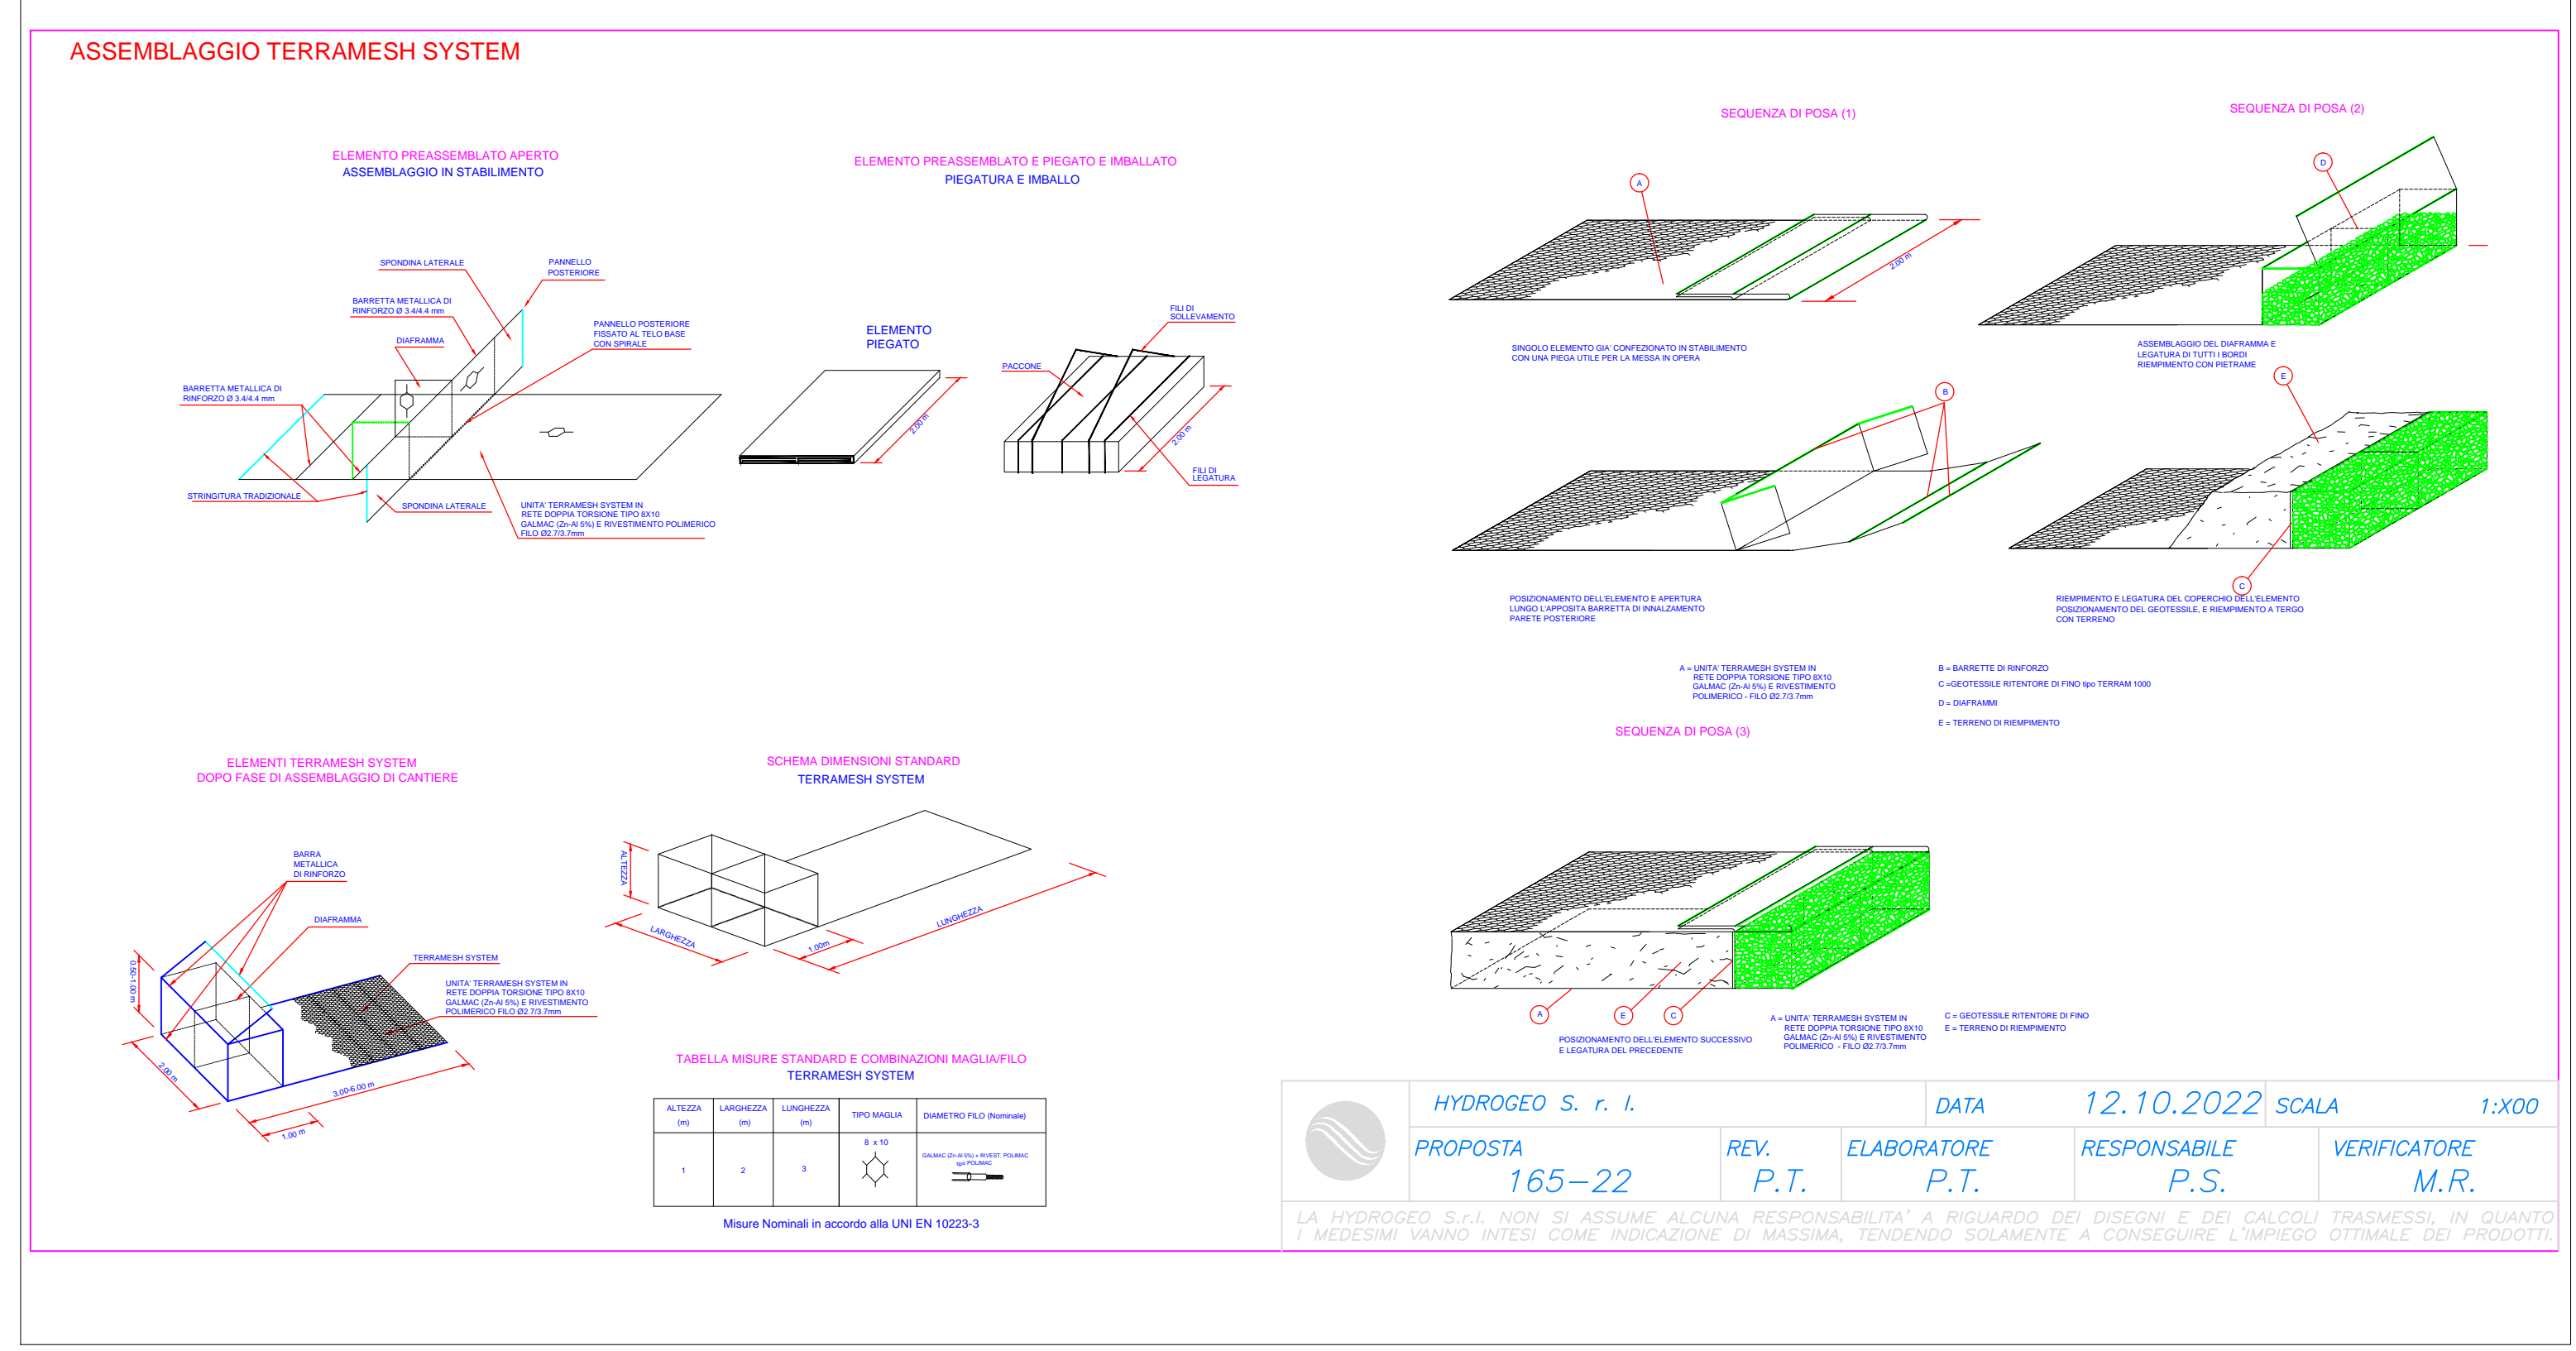 ASSEMBLAGGIO TERRAMESH SYSTEM
ELEMENTO PREASSEMBLATO APERTO
ASSEMBLAGGIO IN STABILIMENTO
SPONDINA LATERALE
PANNELLO
POSTERIORE
BARRETTA METALLICA DI
RINFORZO Ø 3.4/4.4 mm
PANNELLO POSTERIORE
FISSATO AL TELO BASE
CON SPIRALE
DIAFRAMMA
BARRETTA METALLICA DI
RINFORZO Ø 3.4/4.4 mm
STRINGITURA TRADIZIONALE
SPONDINA LATERALE
UNITA' TERRAMESH SYSTEM IN
RETE DOPPIA TORSIONE TIPO 8X10
GALMAC (Zn-Al 5%) E RIVESTIMENTO POLIMERICO
FILO Ø2.7/3.7mm
ELEMENTO PREASSEMBLATO E PIEGATO E IMBALLATO
PIEGATURA E IMBALLO
ELEMENTO
PIEGATO
2.00 m
FILI DI
SOLLEVAMENTO
PACCONE
2.00 m
FILI DI
LEGATURA
SEQUENZA DI POSA (1)
A
2.00 m
SINGOLO ELEMENTO GIA' CONFEZIONATO IN STABILIMENTO
CON UNA PIEGA UTILE PER LA MESSA IN OPERA
B
POSIZIONAMENTO DELL'ELEMENTO E APERTURA
LUNGO L'APPOSITA BARRETTA DI INNALZAMENTO
PARETE POSTERIORE
SEQUENZA DI POSA (2)
D
ASSEMBLAGGIO DEL DIAFRAMMA E
LEGATURA DI TUTTI I BORDI
RIEMPIMENTO CON PIETRAME
E
C
RIEMPIMENTO E LEGATURA DEL COPERCHIO DELL'ELEMENTO
POSIZIONAMENTO DEL GEOTESSILE, E RIEMPIMENTO A TERGO
CON TERRENO
A = UNITA' TERRAMESH SYSTEM IN
RETE DOPPIA TORSIONE TIPO 8X10
GALMAC (Zn-Al 5%) E RIVESTIMENTO
POLIMERICO - FILO Ø2.7/3.7mm
B = BARRETTE DI RINFORZO
C =GEOTESSILE RITENTORE DI FINO tipo TERRAM 1000
D = DIAFRAMMI
E = TERRENO DI RIEMPIMENTO
ELEMENTI TERRAMESH SYSTEM
DOPO FASE DI ASSEMBLAGGIO DI CANTIERE
BARRA
METALLICA
DI RINFORZO
DIAFRAMMA
TERRAMESH SYSTEM
UNITA' TERRAMESH SYSTEM IN
RETE DOPPIA TORSIONE TIPO 8X10
GALMAC (Zn-Al 5%) E RIVESTIMENTO
POLIMERICO FILO Ø2.7/3.7mm
0.50-1.00 m
2.00 m
3.00-6.00 m
1.00 m
SCHEMA DIMENSIONI STANDARD
TERRAMESH SYSTEM
ALTEZZA
LARGHEZZA
1.00m
LUNGHEZZA
TABELLA MISURE STANDARD E COMBINAZIONI MAGLIA/FILO
TERRAMESH SYSTEM
ALTEZZA (m) LARGHEZZA (m) LUNGHEZZA (m) TIPO MAGLIA DIAMETRO FILO (Nominale)
1 2 3 8 x 10 GALMAC (Zn-Al 5%) + RIVEST. POLIMAC
spò POLIMAC
Misure Nominali in accordo alla UNI EN 10223-3
SEQUENZA DI POSA (3)
A
E
C
POSIZIONAMENTO DELL'ELEMENTO SUCCESSIVO
E LEGATURA DEL PRECEDENTE
A = UNITA' TERRAMESH SYSTEM IN
RETE DOPPIA TORSIONE TIPO 8X10
GALMAC (Zn-Al 5%) E RIVESTIMENTO
POLIMERICO - FILO Ø2.7/3.7mm
C = GEOTESSILE RITENTORE DI FINO
E = TERRENO DI RIEMPIMENTO
HYDROGEO S. r. l.
DATA 12.10.2022
SCALA 1:X00
PROPOSTA
165-22
REV.
P.T.
ELABORATORE
P.T.
RESPONSABILE
P.S.
VERIFICATORE
M.R.
LA HYDROGEO S.r.l. NON SI ASSUME ALCUNA RESPONSABILITA' A RIGUARDO DEI DISEGNI E DEI CALCOLI TRASMESSI, IN QUANTO
I MEDESIMI VANNO INTESI COME INDICAZIONE DI MASSIMA, TENDENDO SOLAMENTE A CONSEGUIRE L'IMPIEGO OTTIMALE DEI PRODOTTI.